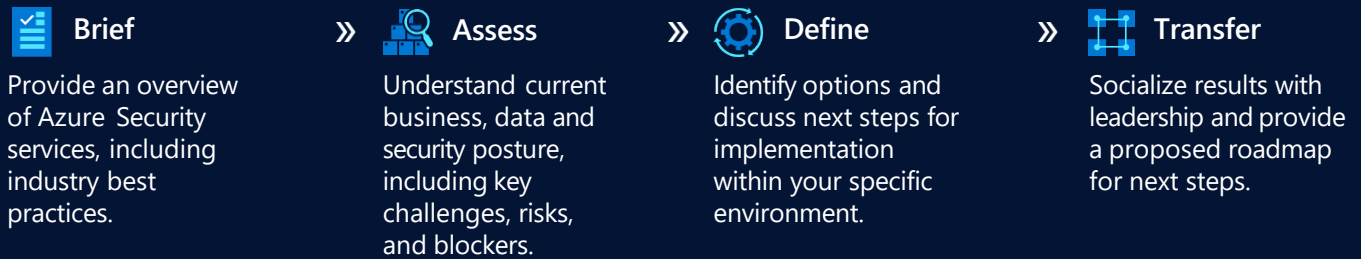 Brief
»
Assess
»
Define
»
Transfer
Provide an overview
of Azure Security
services, including
industry best
practices.
Understand current
business, data and
security posture,
including key
challenges, risks,
and blockers.
Identify options and
discuss next steps for
implementation
within your specific
environment.
Socialize results with
leadership and provide
a proposed roadmap
for next steps.